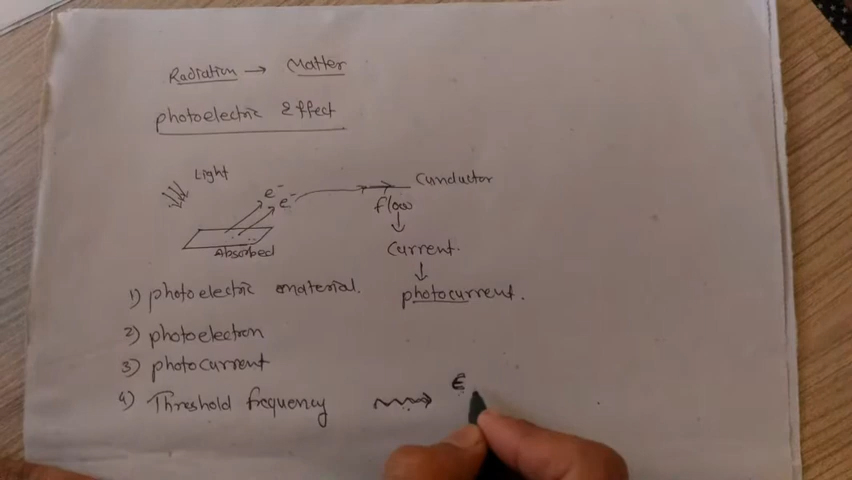 Radiation → Matter
photoelectric Effect
Light
e⁻
e⁻
Conductor
flow
Absorbed
Current.
1) photoelectric material.
photocurrent.
2) photoelectron
3) photocurrent
4) Threshold frequency
E